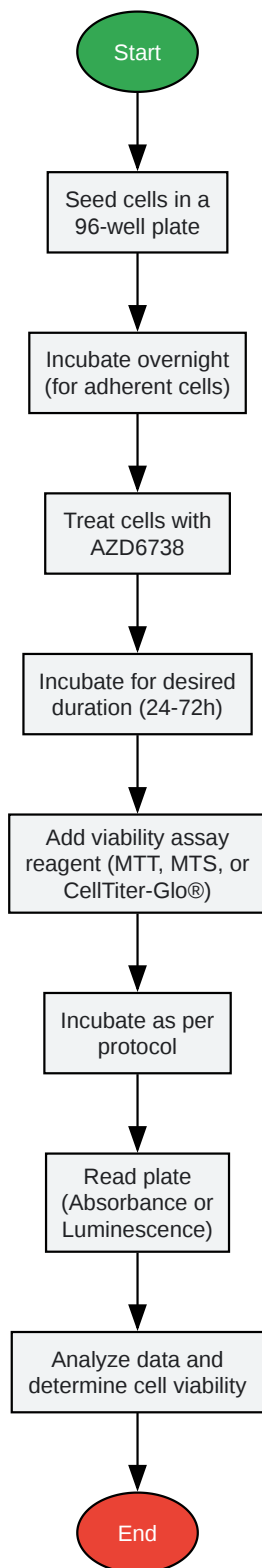 Start
Seed cells in a
96-well plate
Incubate overnight
(for adherent cells)
Treat cells with
AZD6738
Incubate for desired
duration (24-72h)
Add viability assay
reagent (MTT, MTS, or
CellTiter-Glo®)
Incubate as per
protocol
Read plate
(Absorbance or
Luminescence)
Analyze data and
determine cell viability
End